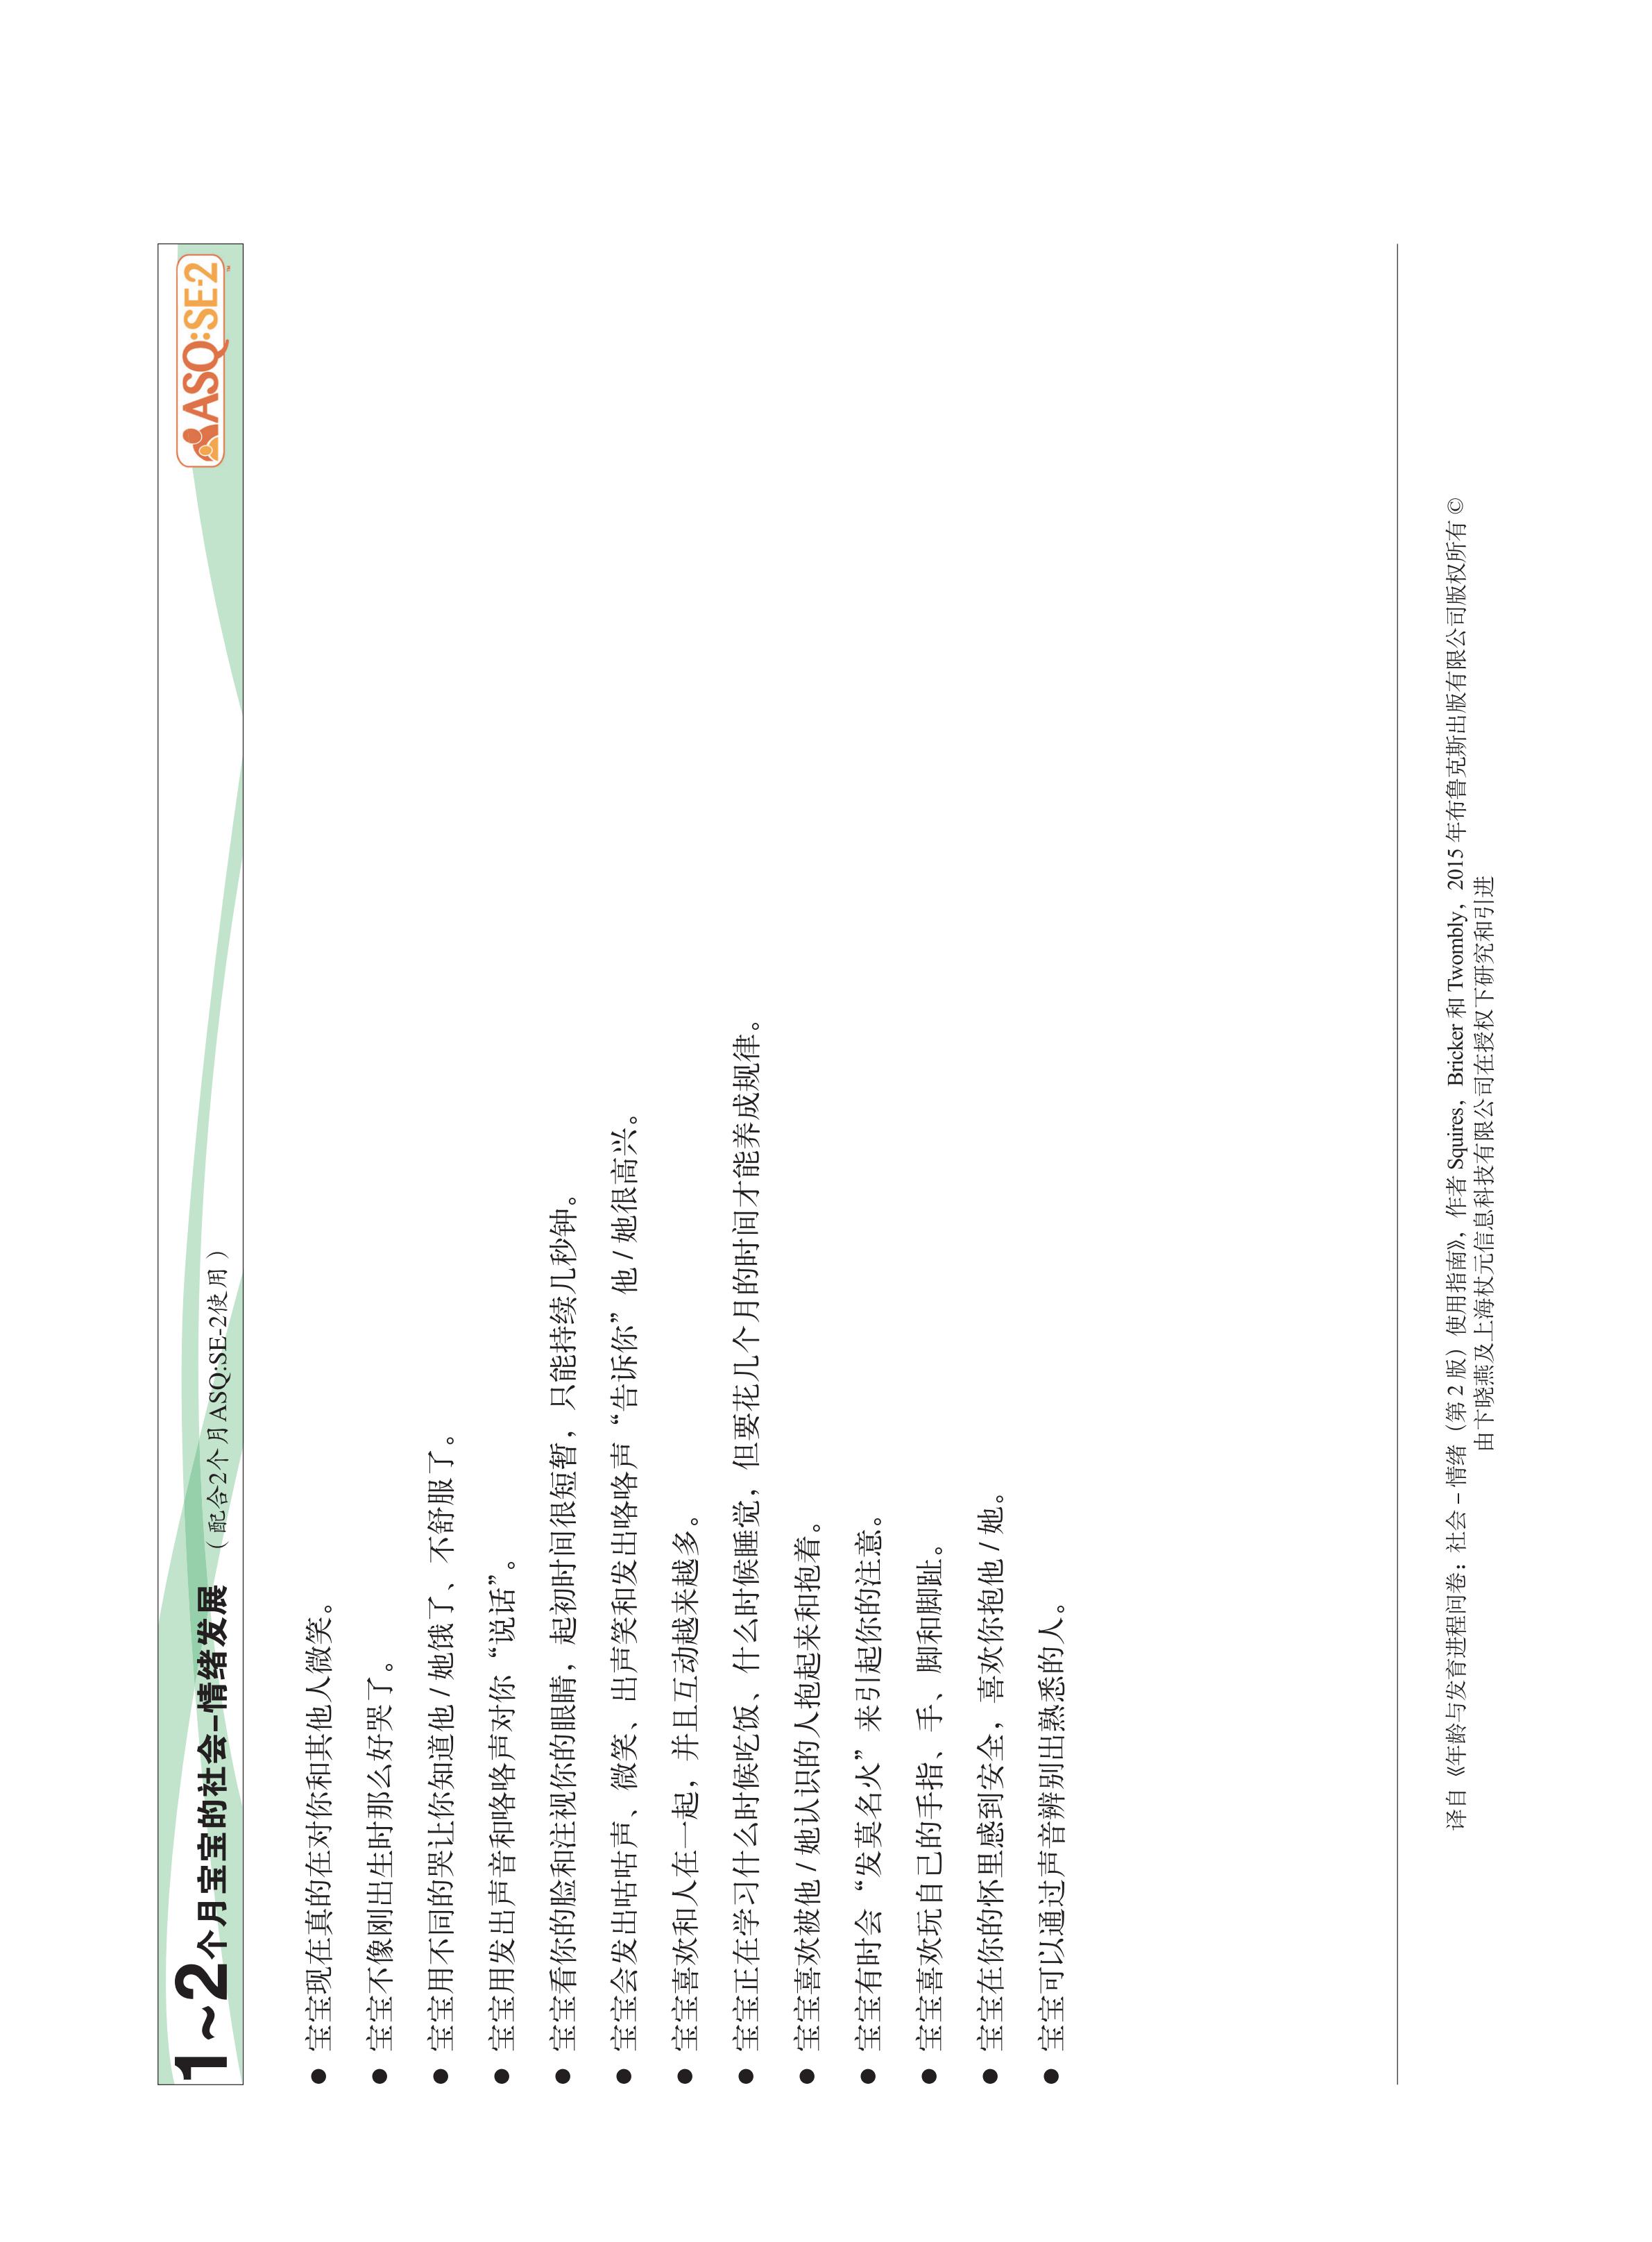 1~2个月宝宝的社会–情绪发展 （配合2个月ASQ:SE-2使用）
ASQ:SE-2™
● 宝宝现在真的在对你和其他人微笑。
● 宝宝不像刚出生时那么好哭了。
● 宝宝用不同的哭让你知道他 / 她饿了、不舒服了。
● 宝宝用发出声音和咯咯声对你“说话”。
● 宝宝看你的脸和注视你的眼睛，起初时间很短暂，只能持续几秒钟。
● 宝宝会发出咕咕声、微笑、出声笑和发出咯咯声“告诉你”他 / 她很高兴。
● 宝宝喜欢和人在一起，并且互动越来越多。
● 宝宝正在学习什么时候吃饭、什么时候睡觉，但要花几个月的时间才能养成规律。
● 宝宝喜欢被他 / 她认识的人抱起来和抱着。
● 宝宝有时会“发莫名火”来引起你的注意。
● 宝宝喜欢玩自己的手指、手、脚和脚趾。
● 宝宝在你的怀里感到安全，喜欢你抱他 / 她。
● 宝宝可以通过声音辨别出熟悉的人。
译自《年龄与发育进程问卷：社会 – 情绪（第 2 版）使用指南》，作者 Squires，Bricker 和 Twombly，2015 年布鲁克斯出版有限公司版权所有 ©
由卞晓燕及上海杖元信息科技有限公司在授权下研究和引进